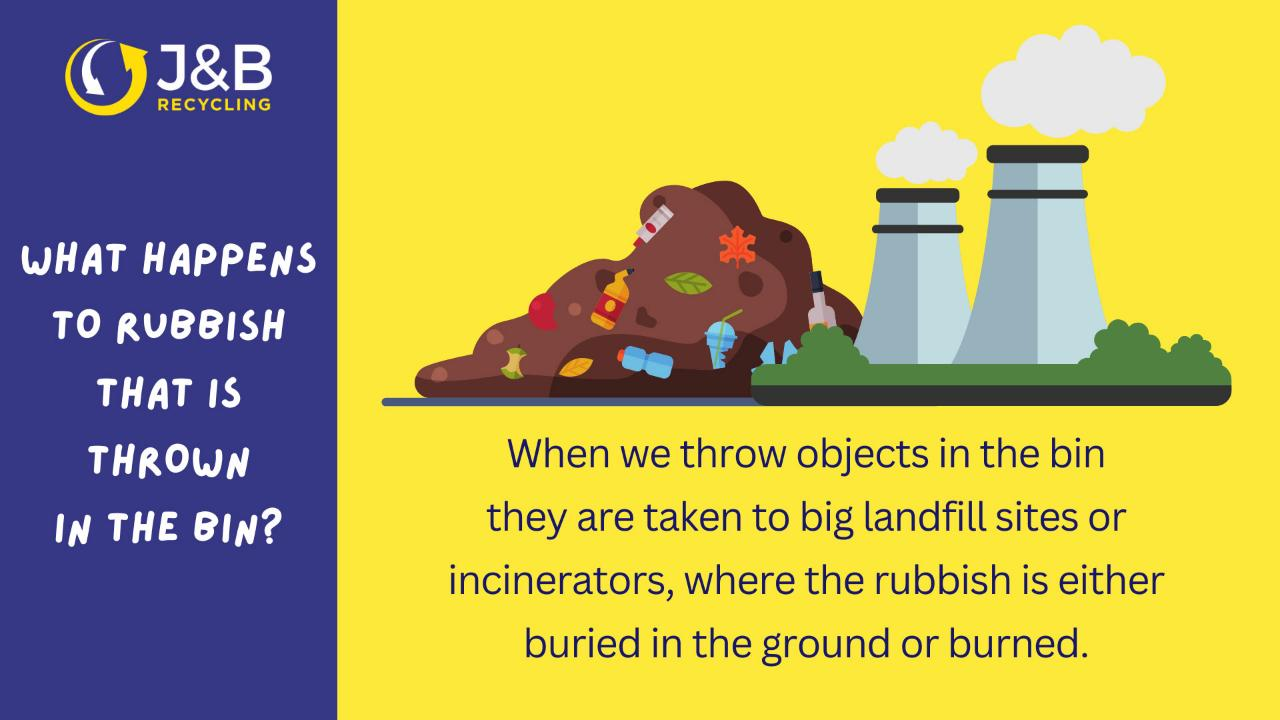 J&B
RECYCLING
WHAT HAPPENS
TO RUBBISH
THAT IS
THROWN
IN THE BIN?
When we throw objects in the bin
they are taken to big landfill sites or
incinerators, where the rubbish is either
buried in the ground or burned.